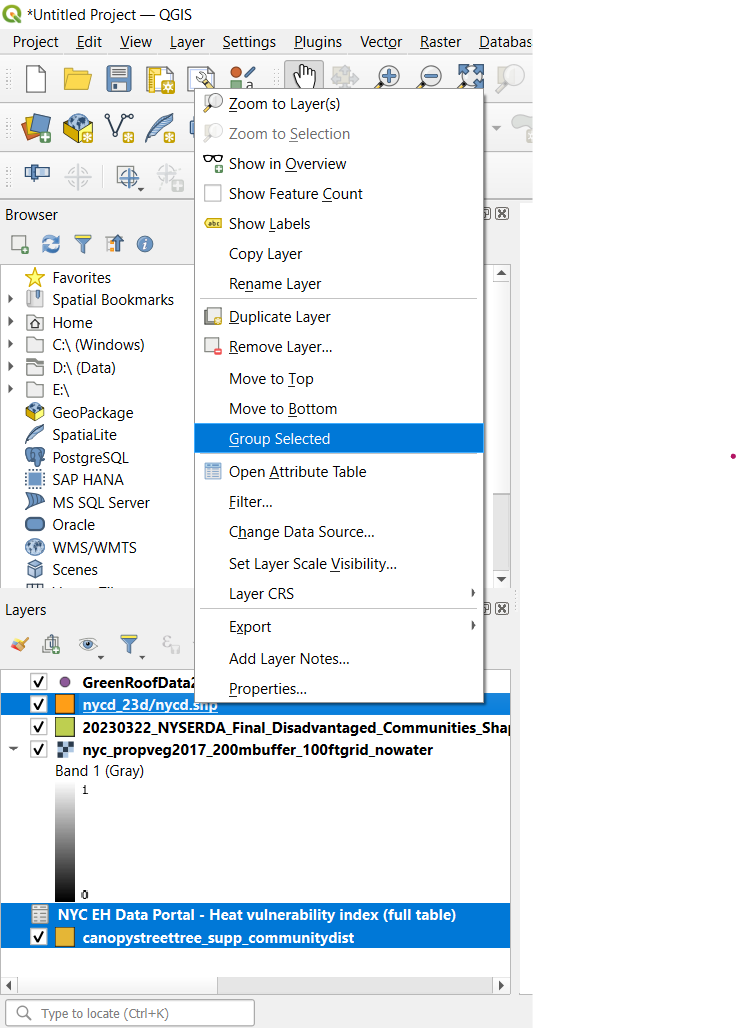 *Untitled Project — QGIS
Project Edit View Layer Settings Plugins Vector Raster Databas
Zoom to Layer(s)
Zoom to Selection
Show in Overview
Show Feature Count
abc Show Labels
Copy Layer
Rename Layer
Duplicate Layer
Remove Layer...
Move to Top
Move to Bottom
Group Selected
Open Attribute Table
Filter...
Change Data Source...
Set Layer Scale Visibility...
Layer CRS
Export
Add Layer Notes...
Properties...
Browser
Favorites
Spatial Bookmarks
Home
C:\ (Windows)
D:\ (Data)
E:\
GeoPackage
SpatiaLite
PostgreSQL
SAP HANA
MS SQL Server
Oracle
WMS/WMTS
Scenes
Layers
GreenRoofData2
nycd_23d/nycd.shp
20230322_NYSERDA_Final_Disadvantaged_Communities_Shap
nyc_propveg2017_200mbuffer_100ftgrid_nowater
Band 1 (Gray)
1
0
NYC EH Data Portal - Heat vulnerability index (full table)
canopystreettree_supp_communitydist
Type to locate (Ctrl+K)